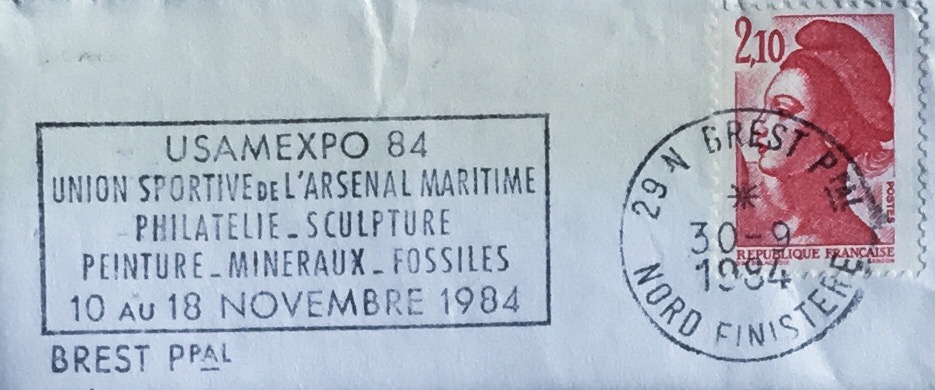 USAMEXPO 84
UNION SPORTIVE DE L'ARSENAL MARITIME
PHILATELIE _ SCULPTURE
PEINTURE _ MINERAUX _ FOSSILES
10 AU 18 NOVEMBRE 1984
BREST PPAL
2,10
POSTES
REPUBLIQUE FRANÇAISE
29 N BREST PPAL
*
30-9
1984
NORD FINISTERE